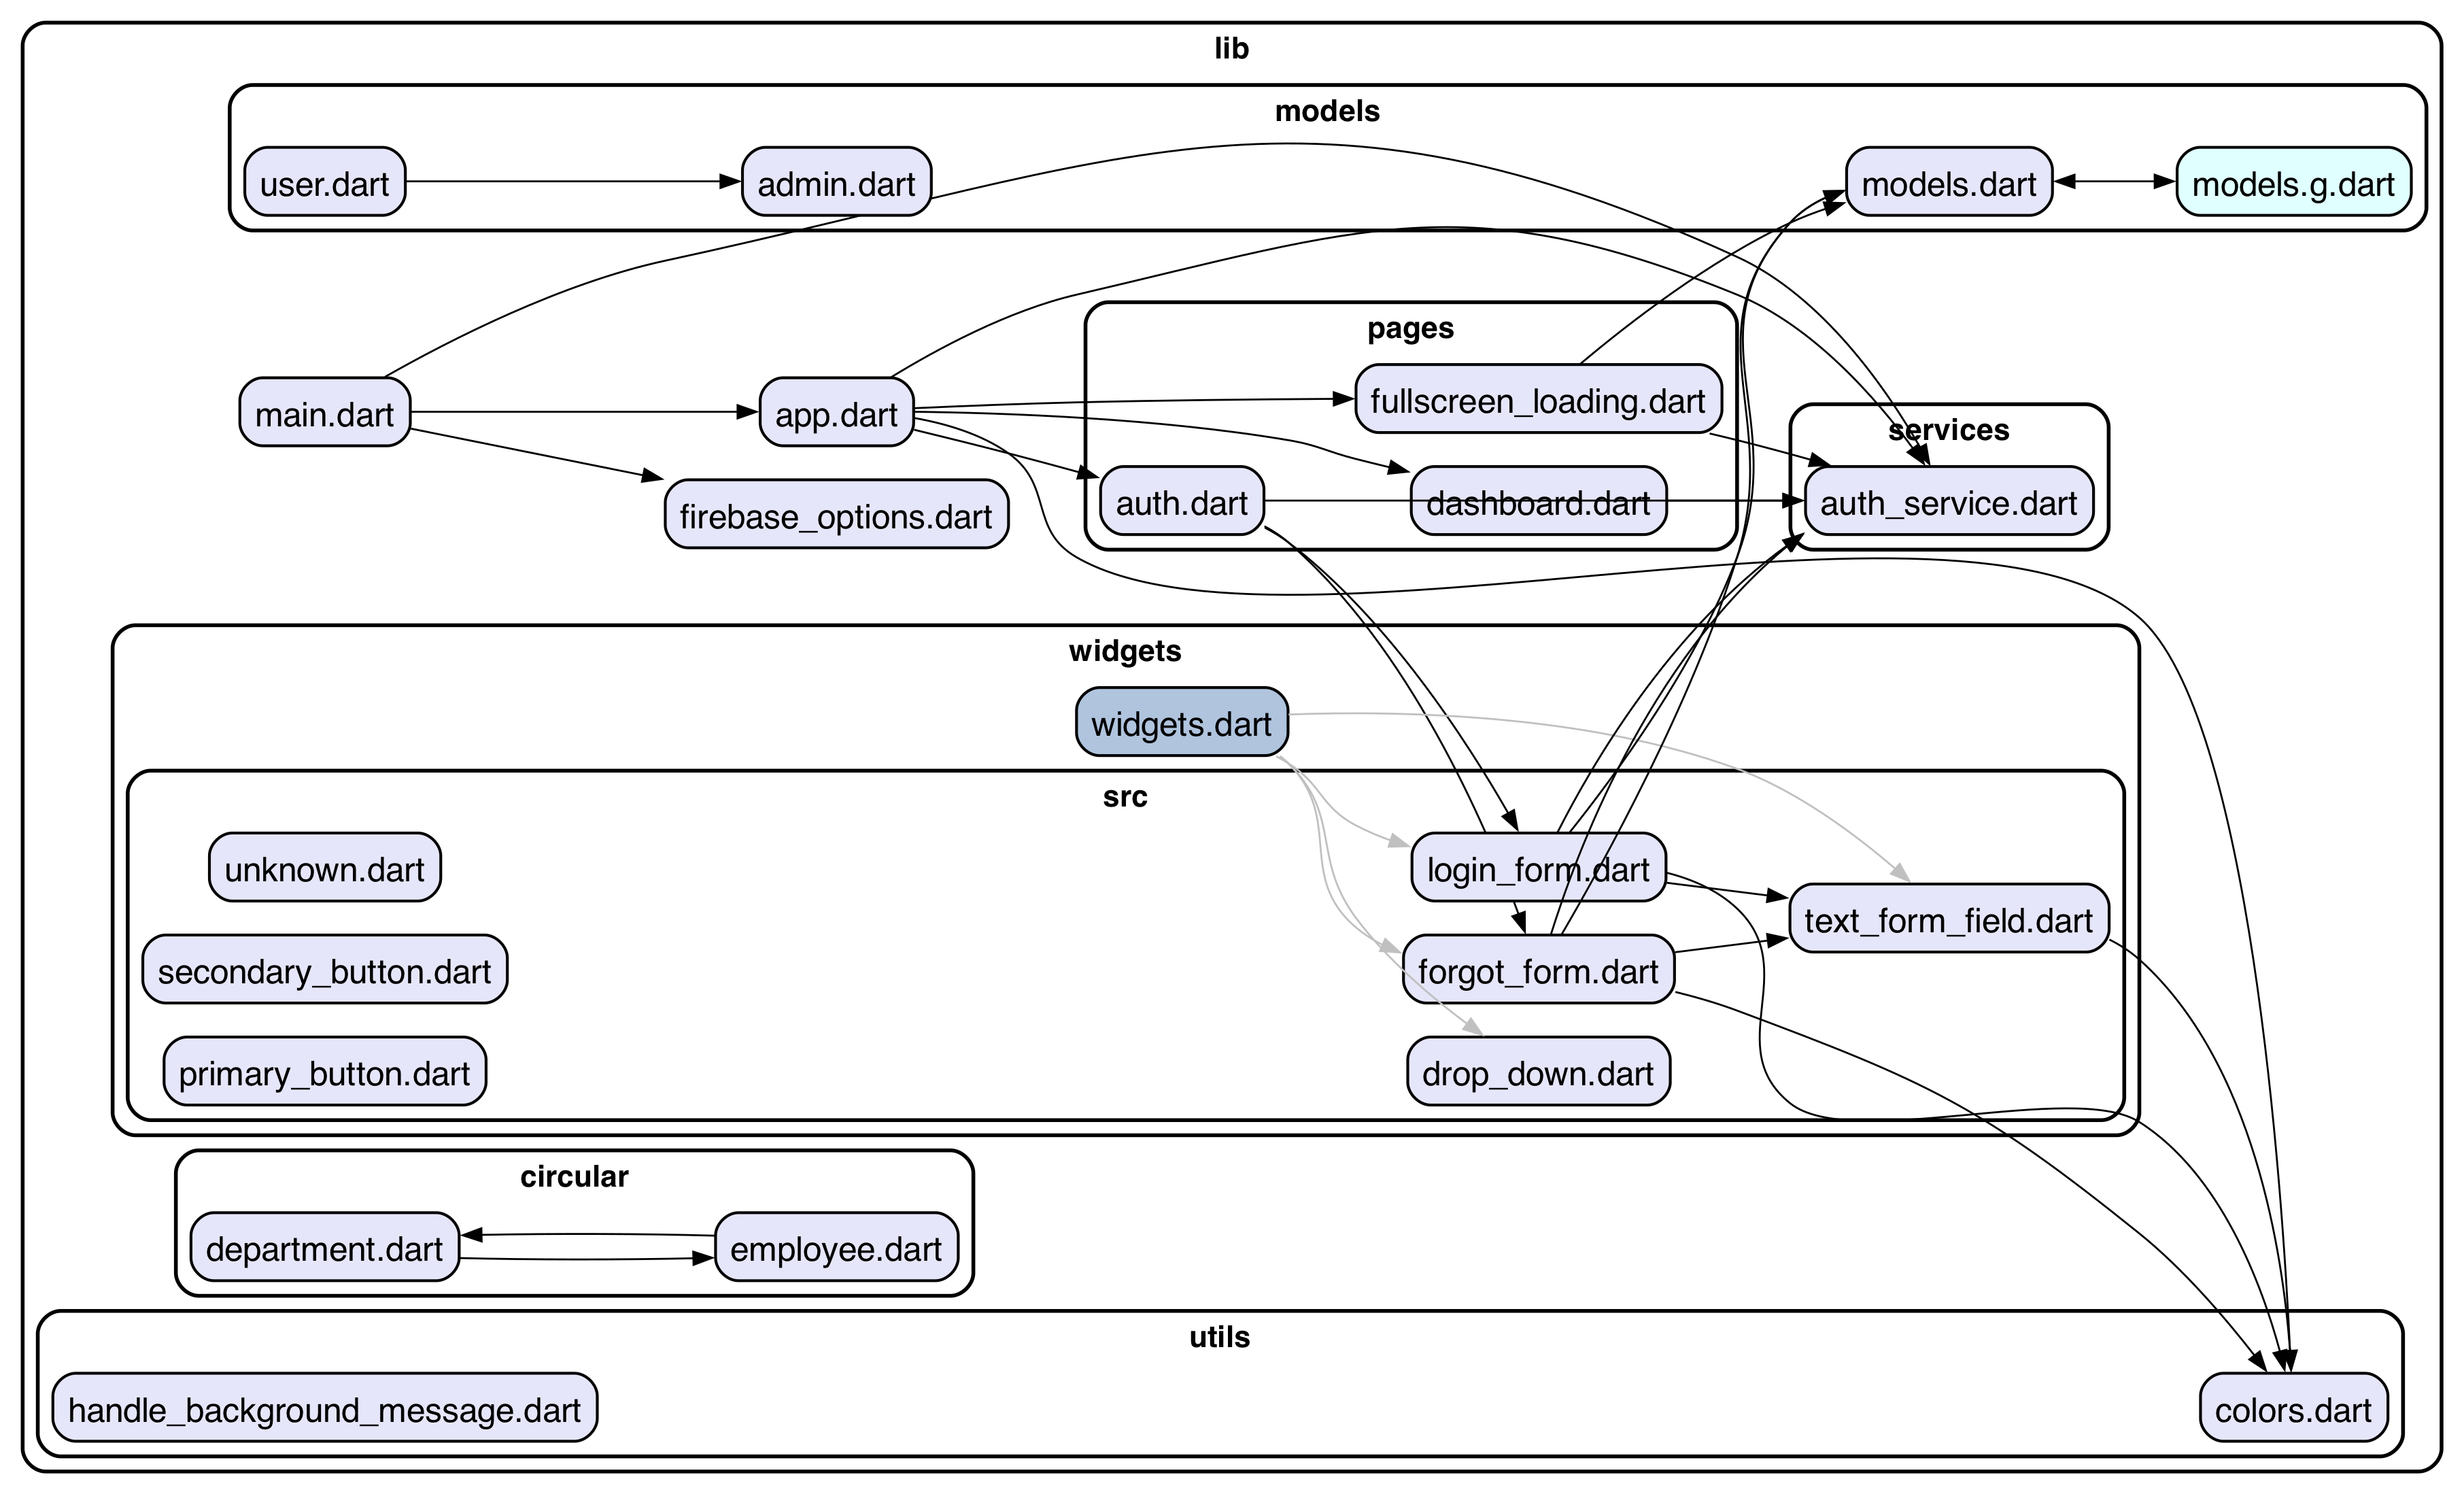 lib
models
user.dart
admin.dart
models.dart
models.g.dart
pages
main.dart
app.dart
fullscreen_loading.dart
services
firebase_options.dart
auth.dart
dashboard.dart
auth_service.dart
widgets
widgets.dart
src
unknown.dart
login_form.dart
text_form_field.dart
secondary_button.dart
forgot_form.dart
primary_button.dart
drop_down.dart
circular
department.dart
employee.dart
utils
handle_background_message.dart
colors.dart